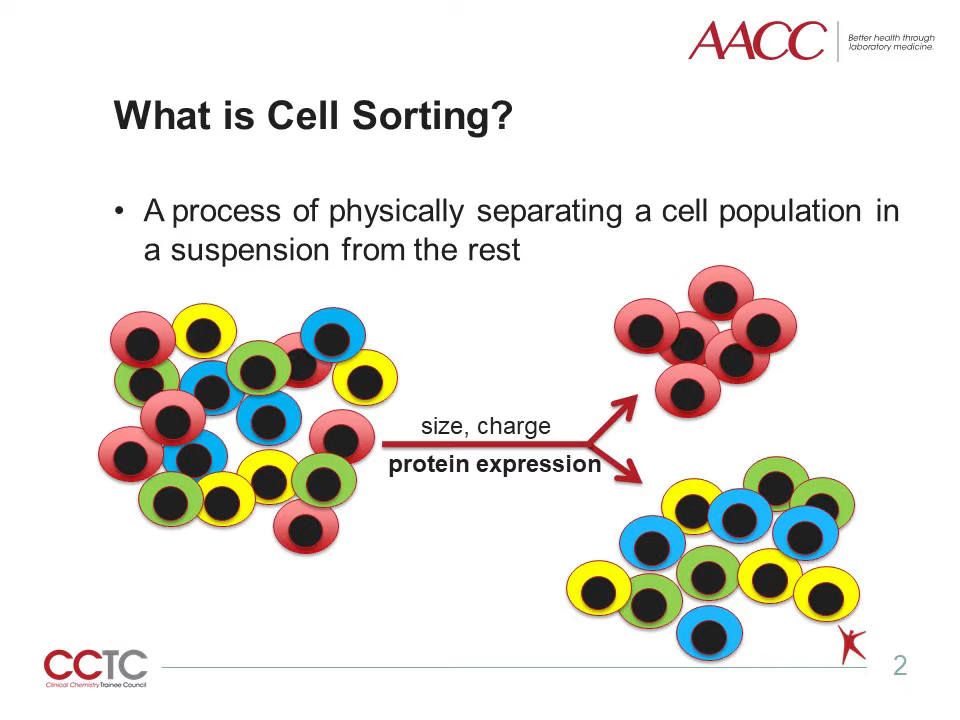 AACC
Better health through
laboratory medicine.
What is Cell Sorting?
• A process of physically separating a cell population in
a suspension from the rest
size, charge
protein expression
CCTC
Clinical Chemistry Trainee Council
2